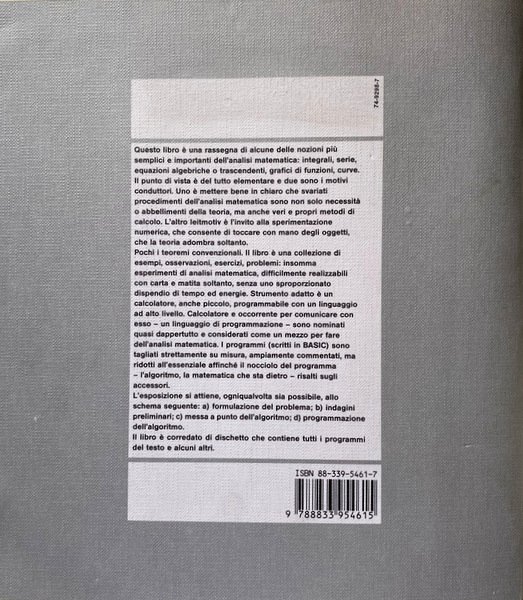 74-9298-7
Questo libro è una rassegna di alcune delle nozioni più
semplici e importanti dell'analisi matematica: integrali, serie,
equazioni algebriche o trascendenti, grafici di funzioni, curve.
Il punto di vista è del tutto elementare e due sono i motivi
conduttori. Uno è mettere bene in chiaro che svariati
procedimenti dell'analisi matematica sono non solo necessità
o abbellimenti della teoria, ma anche veri e propri metodi di
calcolo. L'altro leitmotiv è l'invito alla sperimentazione
numerica, che consente di toccare con mano degli oggetti,
che la teoria adombra soltanto.
Pochi i teoremi convenzionali. Il libro è una collezione di
esempi, osservazioni, esercizi, problemi: insomma
esperimenti di analisi matematica, difficilmente realizzabili
con carta e matita soltanto, senza uno sproporzionato
dispendio di tempo ed energie. Strumento adatto è un
calcolatore, anche piccolo, programmabile con un linguaggio
ad alto livello. Calcolatore e occorrente per comunicare con
esso – un linguaggio di programmazione – sono nominati
quasi dappertutto e considerati come un mezzo per fare
dell'analisi matematica. I programmi (scritti in BASIC) sono
tagliati strettamente su misura, ampiamente commentati, ma
ridotti all'essenziale affinché il nocciolo del programma
– l'algoritmo, la matematica che sta dietro – risalti sugli
accessori.
L'esposizione si attiene, ogniqualvolta sia possibile, allo
schema seguente: a) formulazione del problema; b) indagini
preliminari; c) messa a punto dell'algoritmo; d) programmazione
dell'algoritmo.
Il libro è corredato di dischetto che contiene tutti i programmi
del testo e alcuni altri.
ISBN 88-339-5461-7
9 788833 954615